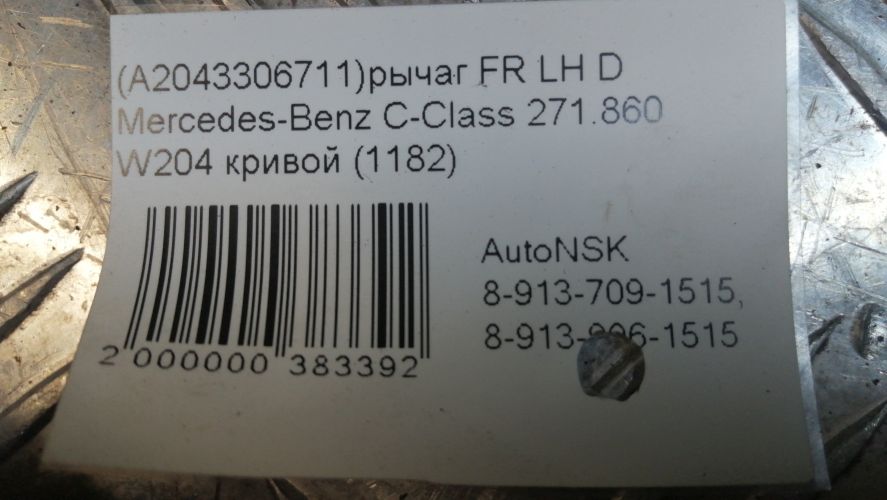 (A2043306711)рычаг FR LH D
Mercedes-Benz C-Class 271.860
W204 кривой (1182)
AutoNSK
8-913-709-1515,
2 000000 383392